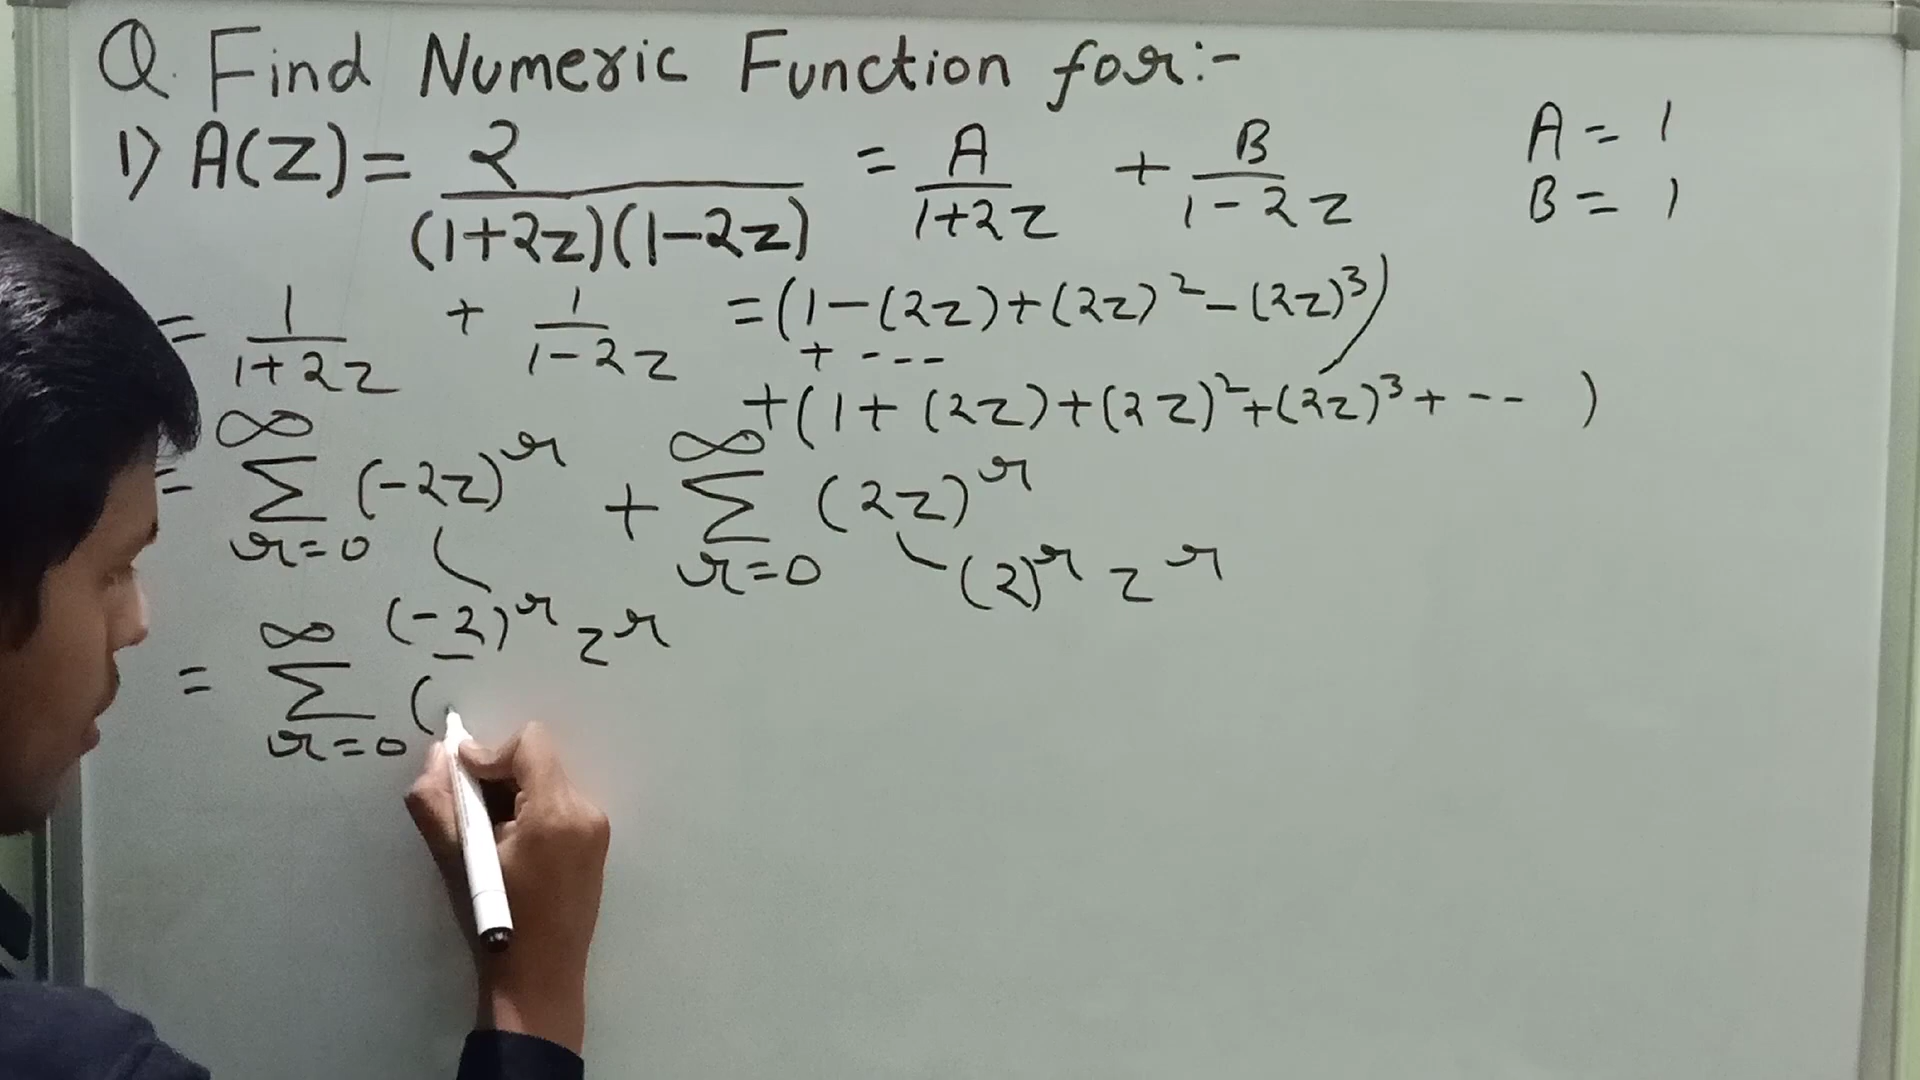 Q. Find Numeric Function for:-
1) A(Z) = 2 / (1+2z)(1-2z) = A / 1+2z + B / 1-2z
A = 1
B = 1
= 1 / 1+2z + 1 / 1-2z = (1-(2z)+(2z)² -(2z)³
+ ---)
+(1+(2z)+(2z)²+(2z)³+ -- )
= ∞ Σ r=0 (-2z)^r + ∞ Σ r=0 (2z)^r
(-2)^r z^r
(2)^r z^r
= ∞ Σ r=0 (